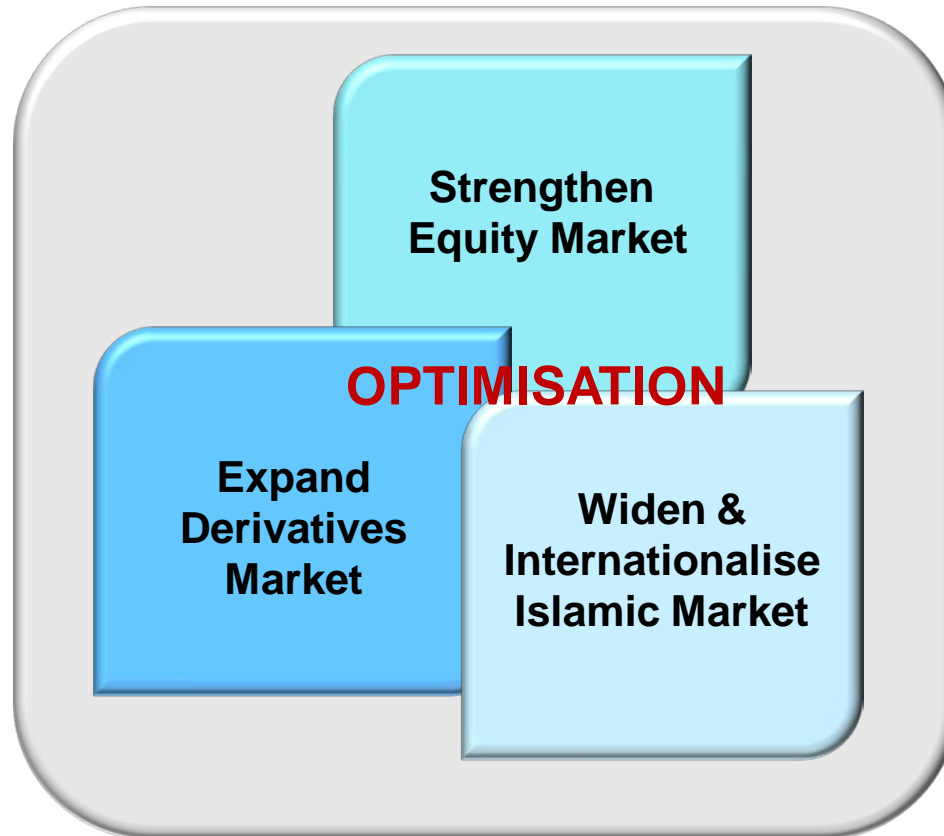 Strengthen
Equity Market
OPTIMISATION
Expand
Derivatives
Market
Widen &
Internationalise
Islamic Market